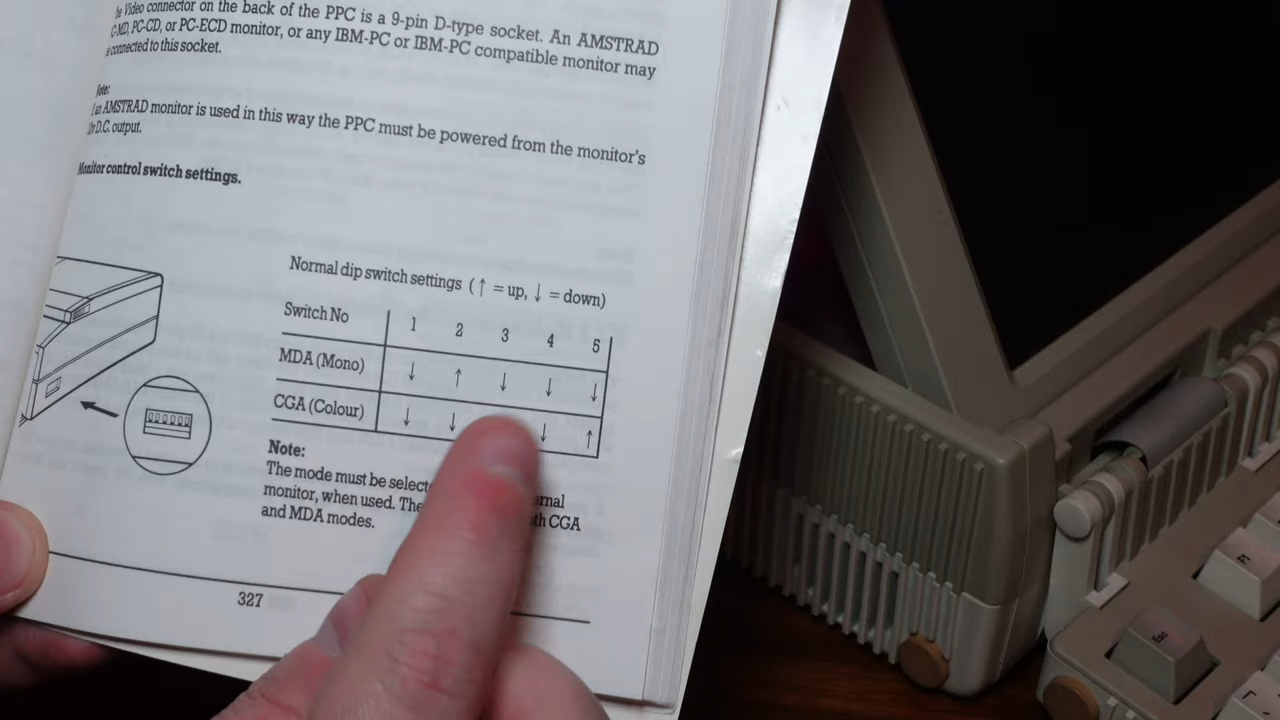 he Video connector on the back of the PPC is a 9-pin D-type socket. An AMSTRAD
C-MD, PC-CD, or PC-ECD monitor, or any IBM-PC or IBM-PC compatible monitor may
e connected to this socket.
Note:
an AMSTRAD monitor is used in this way the PPC must be powered from the monitor's
D.C. output.
Monitor control switch settings.
Normal dip switch settings (↑ = up, ↓ = down)
Switch No 1 2 3 4 5
MDA (Mono) ↓ ↑ ↓ ↓ ↓
CGA (Colour) ↓ ↓ ↓ ↑
Note:
The mode must be select ernal
monitor, when used. The th CGA
and MDA modes.
327
F1
Esc